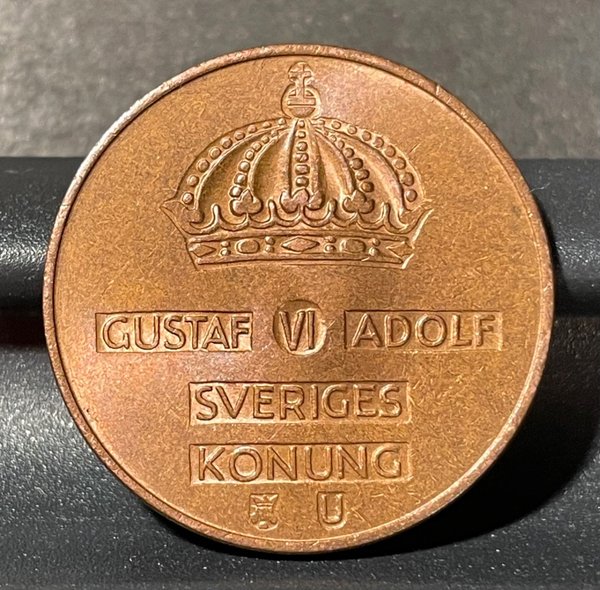 GUSTAF VI ADOLF
SVERIGES
KONUNG
U